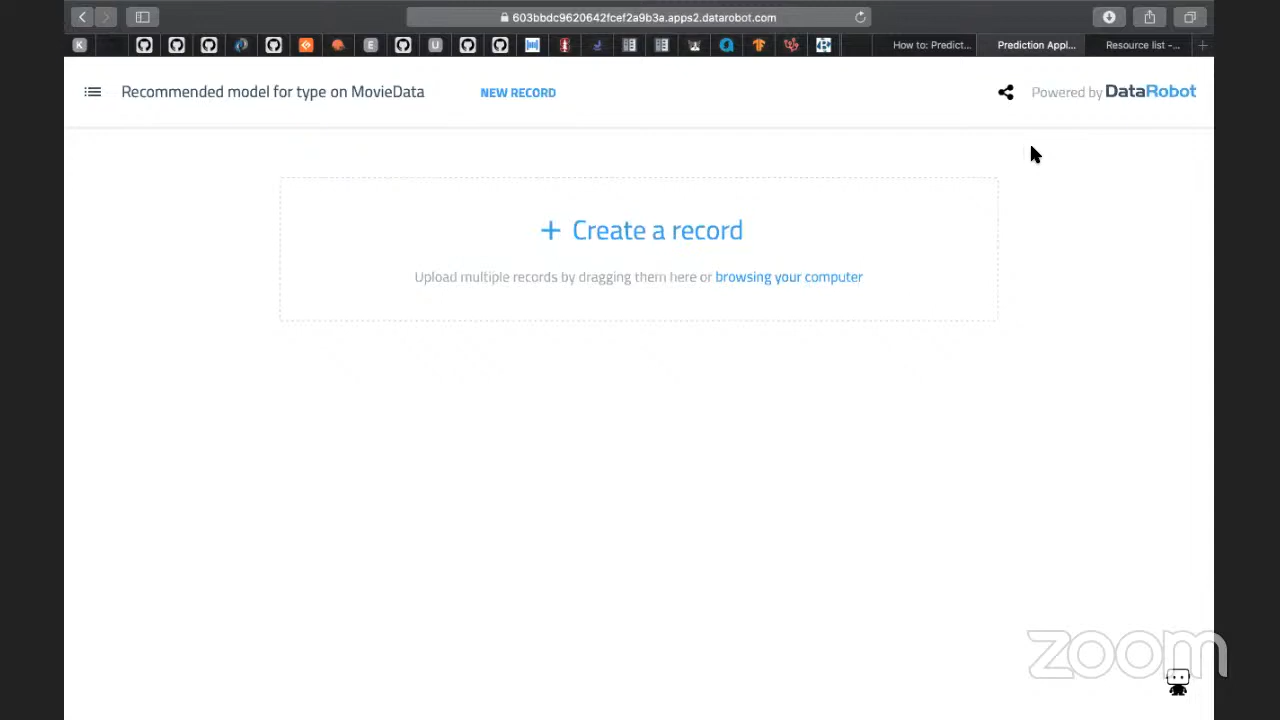 603bbdc9620642fcef2a9b3a.apps2.datarobot.com
K
E
U
How to: Predict...
Prediction Appl...
Resource list -...
Recommended model for type on MovieData
NEW RECORD
Powered by DataRobot
+ Create a record
Upload multiple records by dragging them here or browsing your computer
zoom